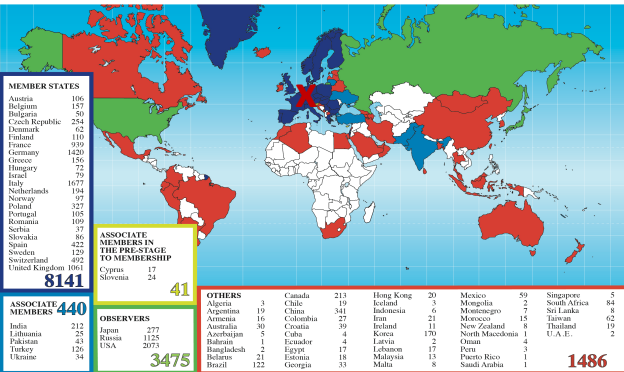 MEMBER STATES
Austria 106
Belgium 157
Bulgaria 50
Czech Republic 254
Denmark 62
Finland 110
France 939
Germany 1420
Greece 156
Hungary 72
Israel 79
Italy 1677
Netherlands 194
Norway 97
Poland 327
Portugal 105
Romania 109
Serbia 37
Slovakia 86
Spain 422
Sweden 129
Switzerland 492
United Kingdom 1061
8141
ASSOCIATE MEMBERS 440
India 212
Lithuania 25
Pakistan 43
Turkey 126
Ukraine 34
ASSOCIATE
MEMBERS IN
THE PRE-STAGE
TO MEMBERSHIP
Cyprus 17
Slovenia 24
41
OBSERVERS
Japan 277
Russia 1125
USA 2073
3475
OTHERS
Algeria 3
Argentina 19
Armenia 16
Australia 30
Azerbaijan 5
Bahrain 1
Bangladesh 2
Belarus 21
Brazil 122
Canada 213
Chile 19
China 341
Colombia 27
Croatia 39
Cuba 4
Ecuador 4
Egypt 17
Estonia 18
Georgia 33
Hong Kong 20
Iceland 3
Indonesia 6
Iran 21
Ireland 11
Korea 170
Latvia 2
Lebanon 17
Malaysia 13
Malta 8
Mexico 59
Mongolia 2
Montenegro 7
Morocco 15
New Zealand 8
North Macedonia 1
Oman 4
Peru 3
Puerto Rico 1
Saudi Arabia 1
Singapore 5
South Africa 84
Sri Lanka 8
Taiwan 62
Thailand 19
U.A.E. 2
1486